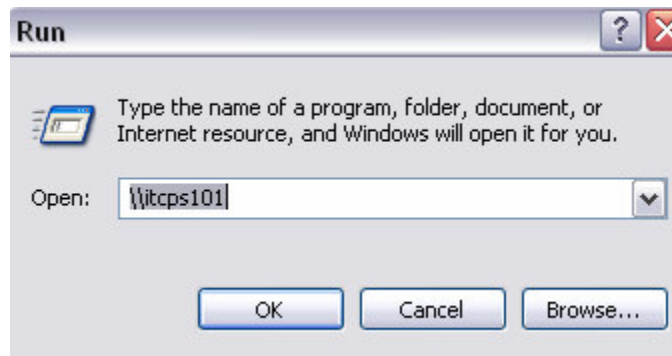 Run
Type the name of a program, folder, document, or
Internet resource, and Windows will open it for you.
Open: \\itcps101
OK Cancel Browse...